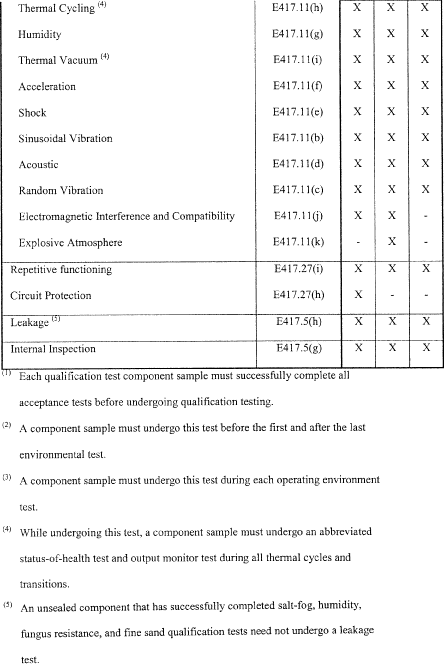 Thermal Cycling (4) E417.11(h) X X X
Humidity E417.11(g) X X X
Thermal Vacuum (4) E417.11(i) X X X
Acceleration E417.11(f) X X X
Shock E417.11(e) X X X
Sinusoidal Vibration E417.11(b) X X X
Acoustic E417.11(d) X X X
Random Vibration E417.11(c) X X X
Electromagnetic Interference and Compatibility E417.11(j) X X -
Explosive Atmosphere E417.11(k) - X -
Repetitive functioning E417.27(i) X X X
Circuit Protection E417.27(h) X - -
Leakage (5) E417.5(h) X X X
Internal Inspection E417.5(g) X X X
(1) Each qualification test component sample must successfully complete all
acceptance tests before undergoing qualification testing.
(2) A component sample must undergo this test before the first and after the last
environmental test.
(3) A component sample must undergo this test during each operating environment
test.
(4) While undergoing this test, a component sample must undergo an abbreviated
status-of-health test and output monitor test during all thermal cycles and
transitions.
(5) An unsealed component that has successfully completed salt-fog, humidity,
fungus resistance, and fine sand qualification tests need not undergo a leakage
test.